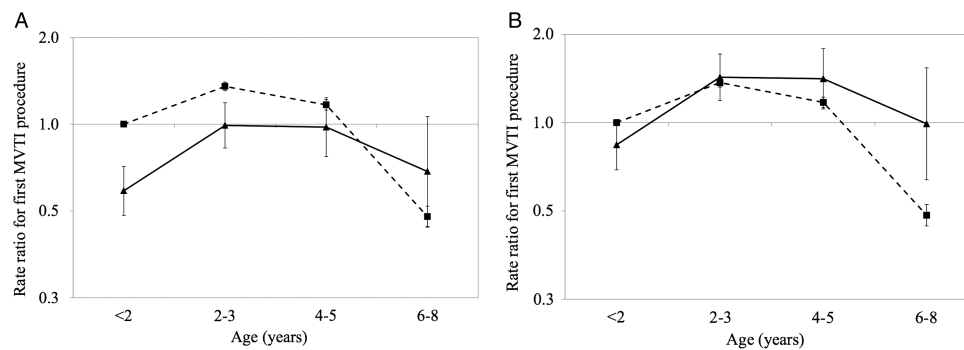 A
Rate ratio for first MVTI procedure
2.0
1.0
0.5
0.3
<2
2-3
4-5
6-8
Age (years)
B
Rate ratio for first MVTI procedure
2.0
1.0
0.5
0.3
<2
2-3
4-5
6-8
Age (years)